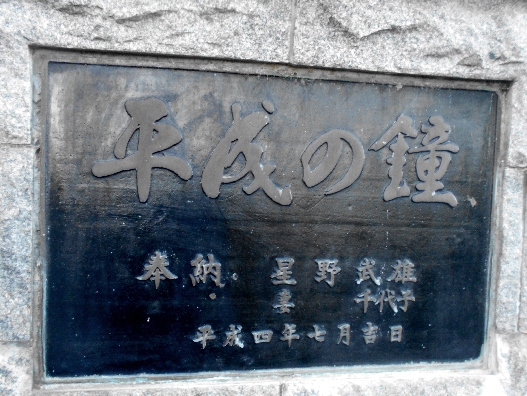 平成の鐘
奉納 星野武雄
妻 千代子
平成四年七月吉日